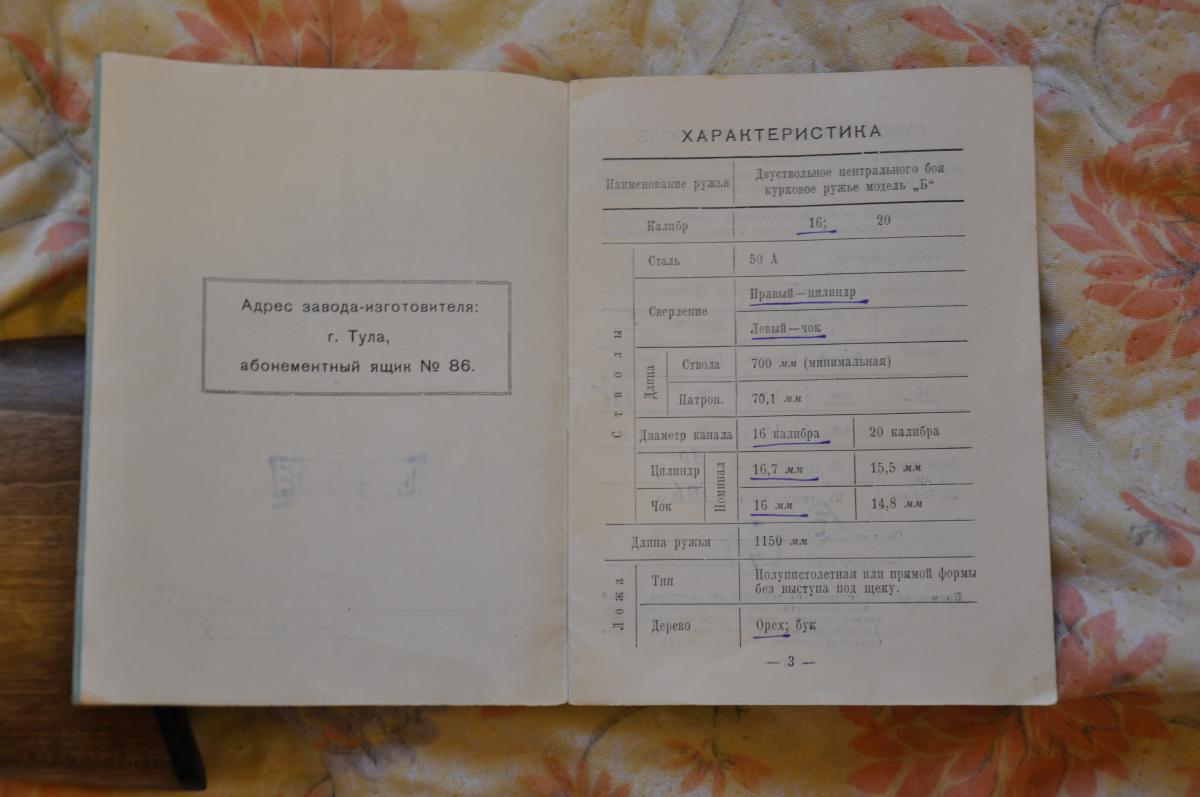 Адрес завода-изготовителя:
г. Тула,
абонементный ящик № 86.
ХАРАКТЕРИСТИКА
Наименование ружья Двуствольное центрального боя
курковое ружье модель „Б“
Калибр 16; 20
Стволы
Сталь 50 А
Сверление Правый—цилиндр
Левый—чок
Длина
Ствола 700 мм (минимальная)
Патрон. 70,1 мм
Диаметр канала 16 калибра 20 калибра
Цилиндр Номинал 16,7 мм 15,5 мм
Чок 16 мм 14,8 мм
Длина ружья 1150 мм
Ложа
Тип Полупистолетная или прямой формы
без выступа под щеку.
Дерево Орех; бук
— 3 —